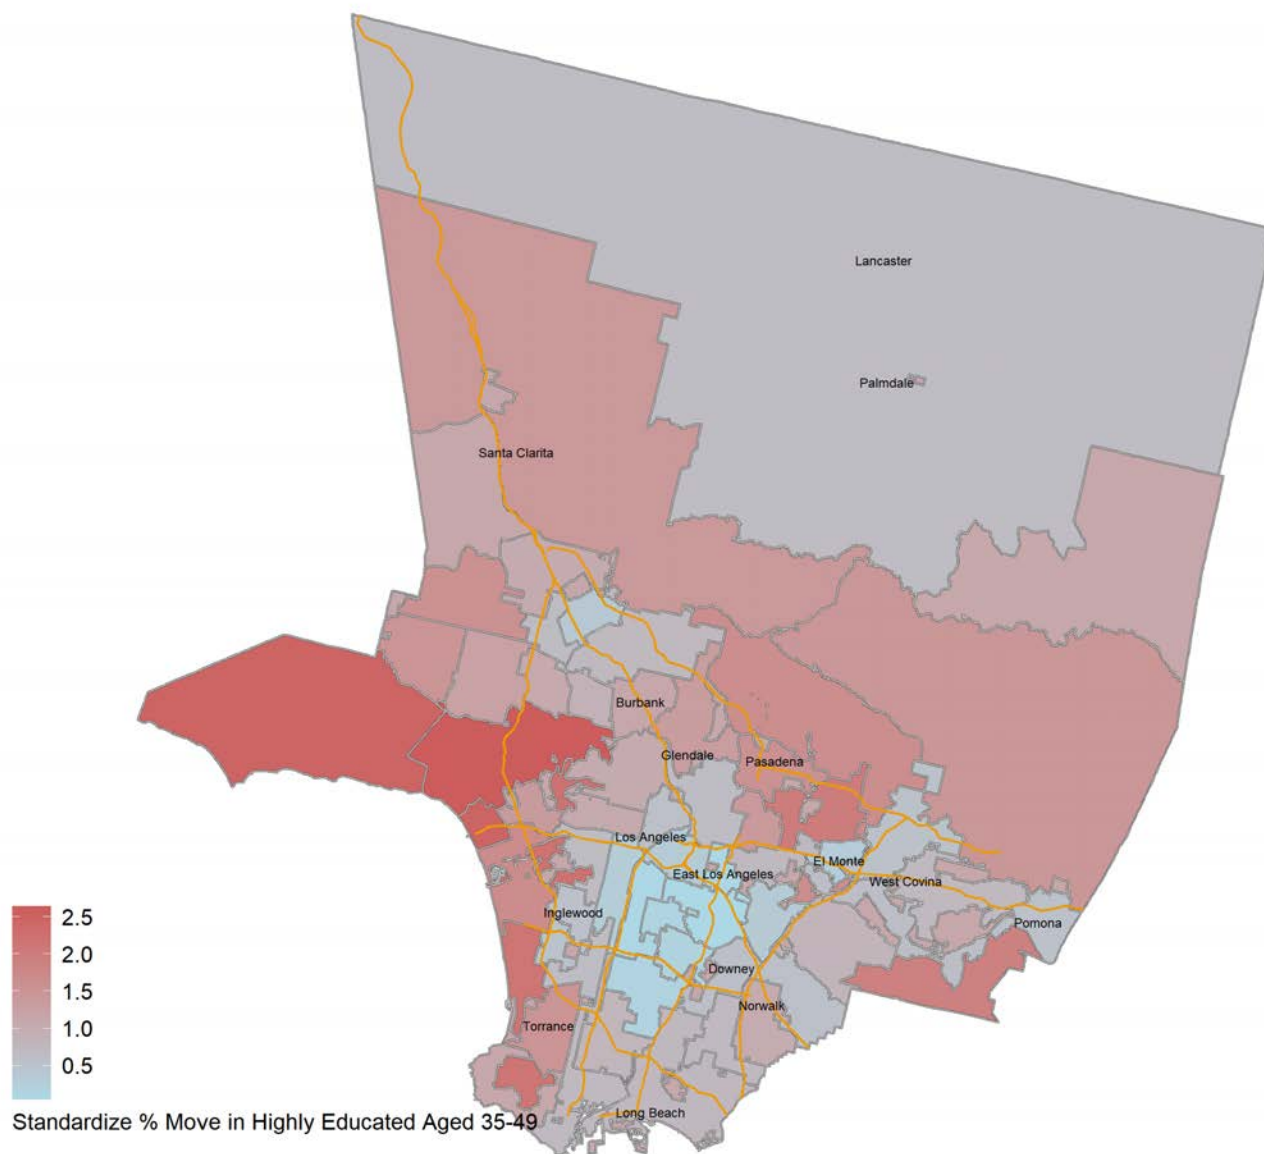 Lancaster
Palmdale
Santa Clarita
Burbank
Glendale
Pasadena
Los Angeles
El Monte
East Los Angeles
West Covina
Inglewood
Pomona
Downey
Norwalk
Torrance
Long Beach
2.5
2.0
1.5
1.0
0.5
Standardize % Move in Highly Educated Aged 35-49